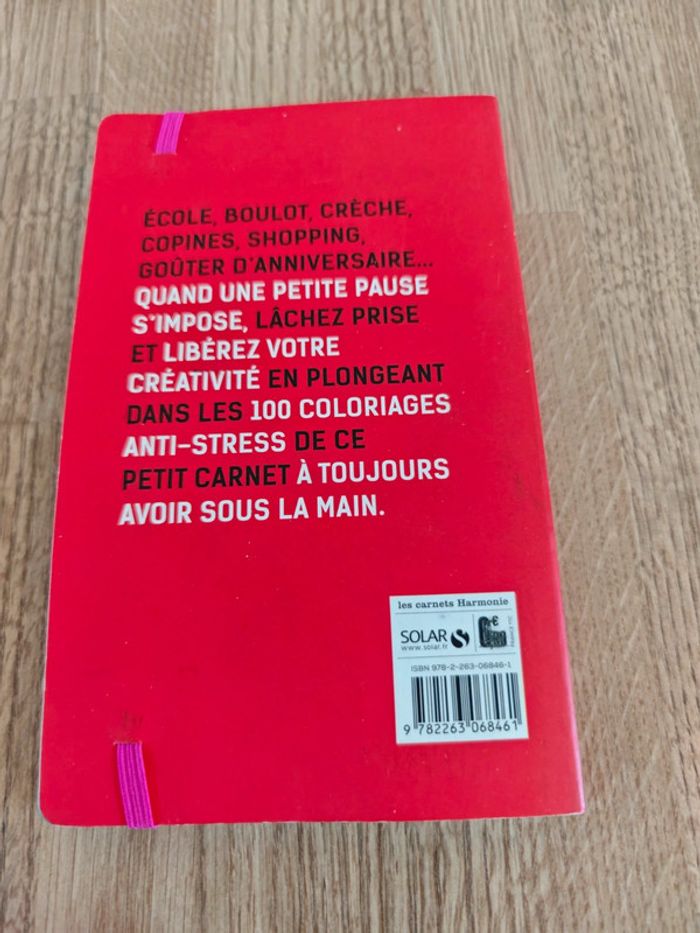 ÉCOLE, BOULOT, CRÈCHE,
COPINES, SHOPPING,
GOÛTER D'ANNIVERSAIRE...
QUAND UNE PETITE PAUSE
S'IMPOSE, LÂCHEZ PRISE
ET LIBÉREZ VOTRE
CRÉATIVITÉ EN PLONGEANT
DANS LES 100 COLORIAGES
ANTI-STRESS DE CE
PETIT CARNET À TOUJOURS
AVOIR SOUS LA MAIN.
les carnets Harmonie
SOLAR
www.solar.fr
ISBN 978-2-263-06846-1
9 782263 068461